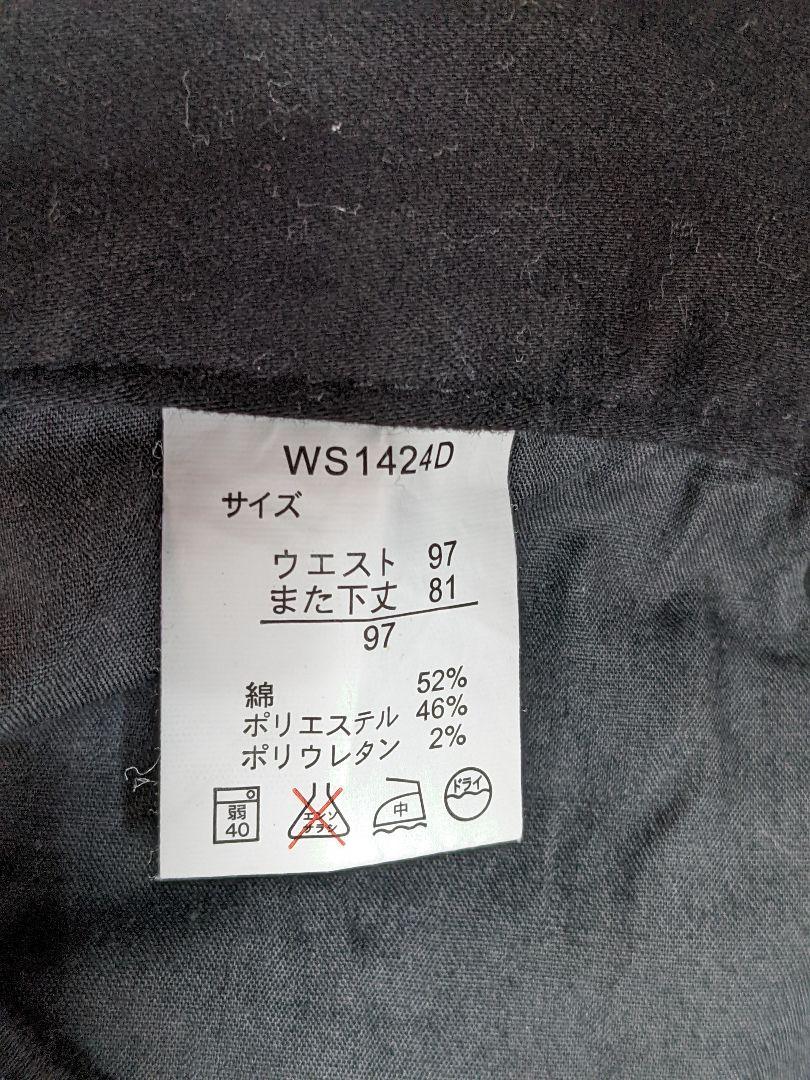 WS1424D
サイズ
ウエスト 97
また下丈 81
97
綿 52%
ポリエステル 46%
ポリウレタン 2%
弱
40
エンソ
サラシ
中
ドライ